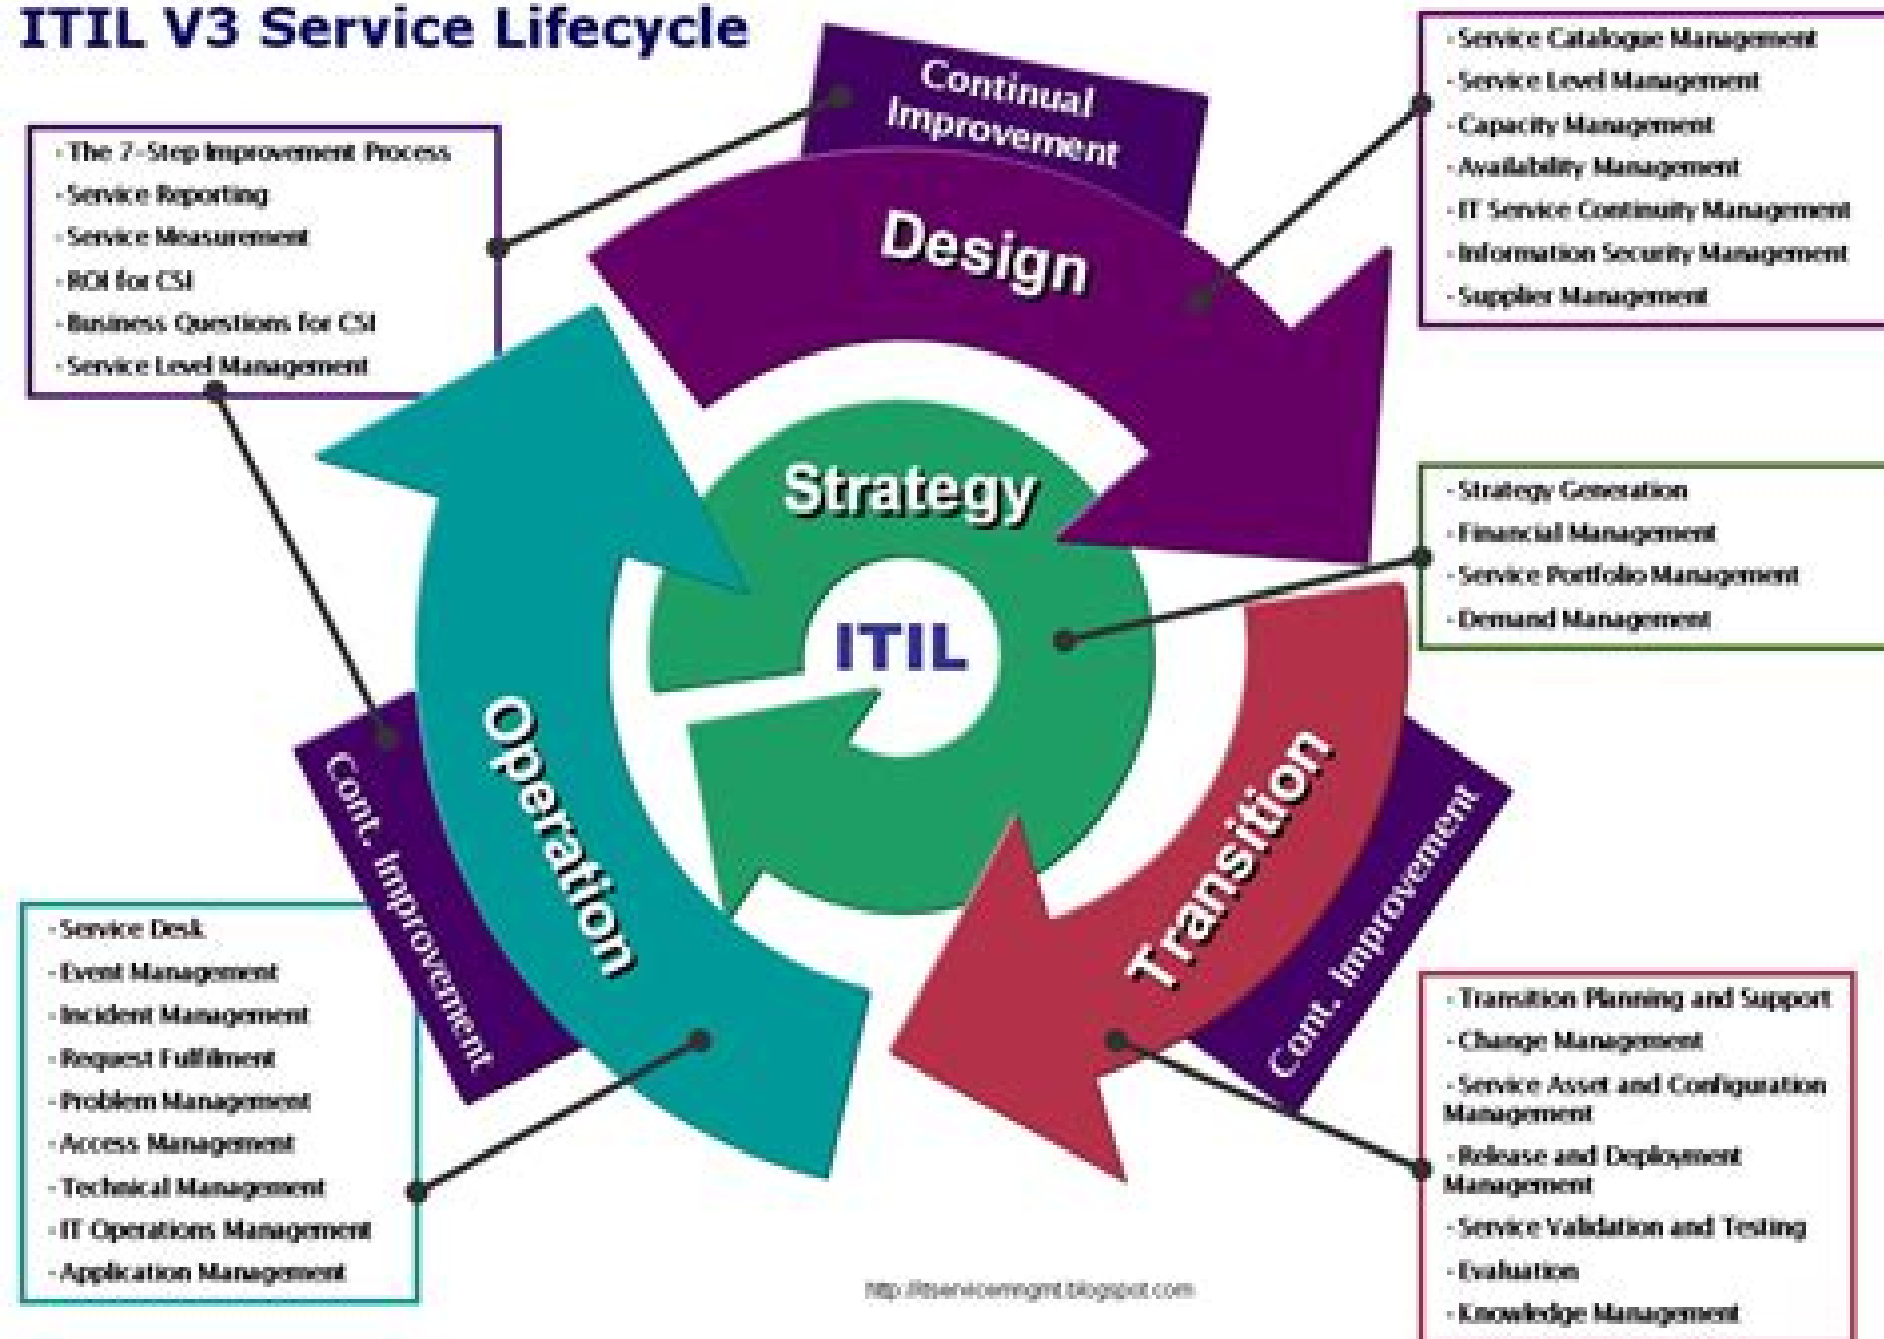 ITIL V3 Service Lifecycle
Continual
Improvement
- The 7-Step Improvement Process
- Service Reporting
- Service Measurement
- ROI for CSI
- Business Questions for CSI
- Service Level Management
- Service Catalogue Management
- Service Level Management
- Capacity Management
- Availability Management
- IT Service Continuity Management
- Information Security Management
- Supplier Management
Design
Strategy
ITIL
- Strategy Generation
- Financial Management
- Service Portfolio Management
- Demand Management
Operation
Transition
Cont. Improvement
Cont. Improvement
- Service Desk
- Event Management
- Incident Management
- Request Fulfilment
- Problem Management
- Access Management
- Technical Management
- IT Operations Management
- Application Management
- Transition Planning and Support
- Change Management
- Service Asset and Configuration
Management
- Release and Deployment
Management
- Service Validation and Testing
- Evaluation
- Knowledge Management